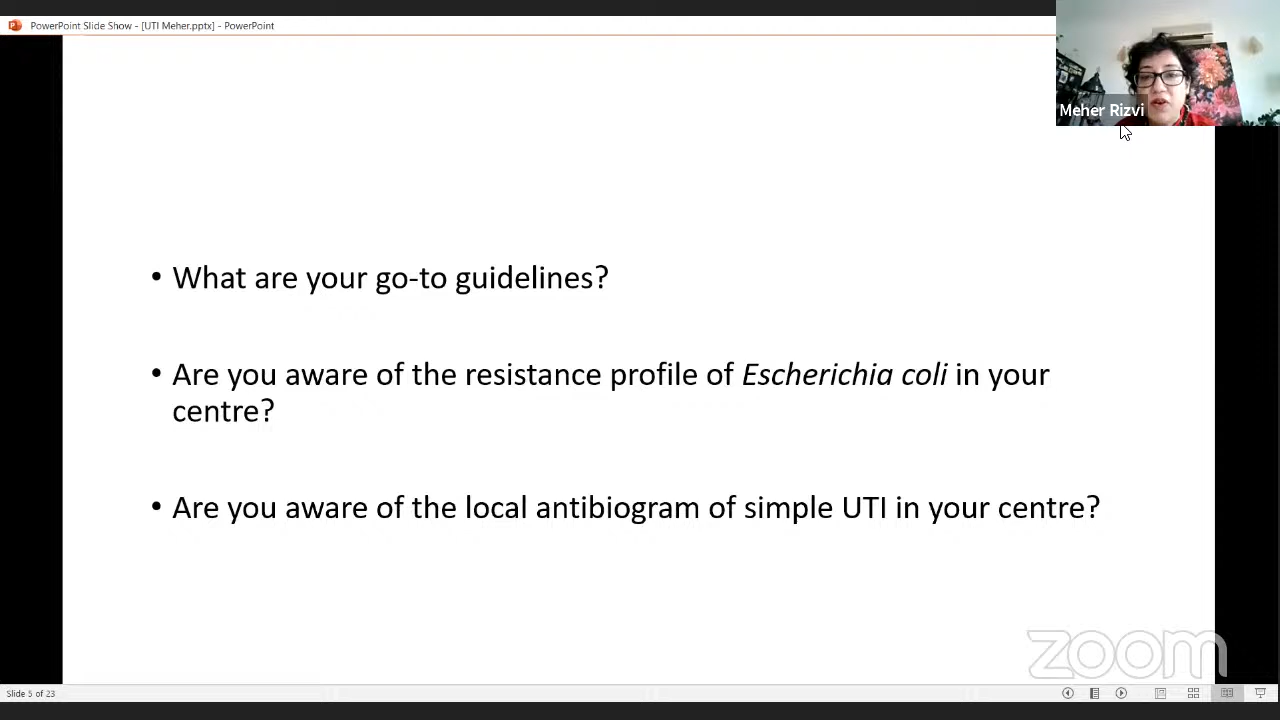 PowerPoint Slide Show - [UTI Meher.pptx] - PowerPoint
Meher Rizvi
• What are your go-to guidelines?
• Are you aware of the resistance profile of Escherichia coli in your
centre?
• Are you aware of the local antibiogram of simple UTI in your centre?
zoom
Slide 5 of 23